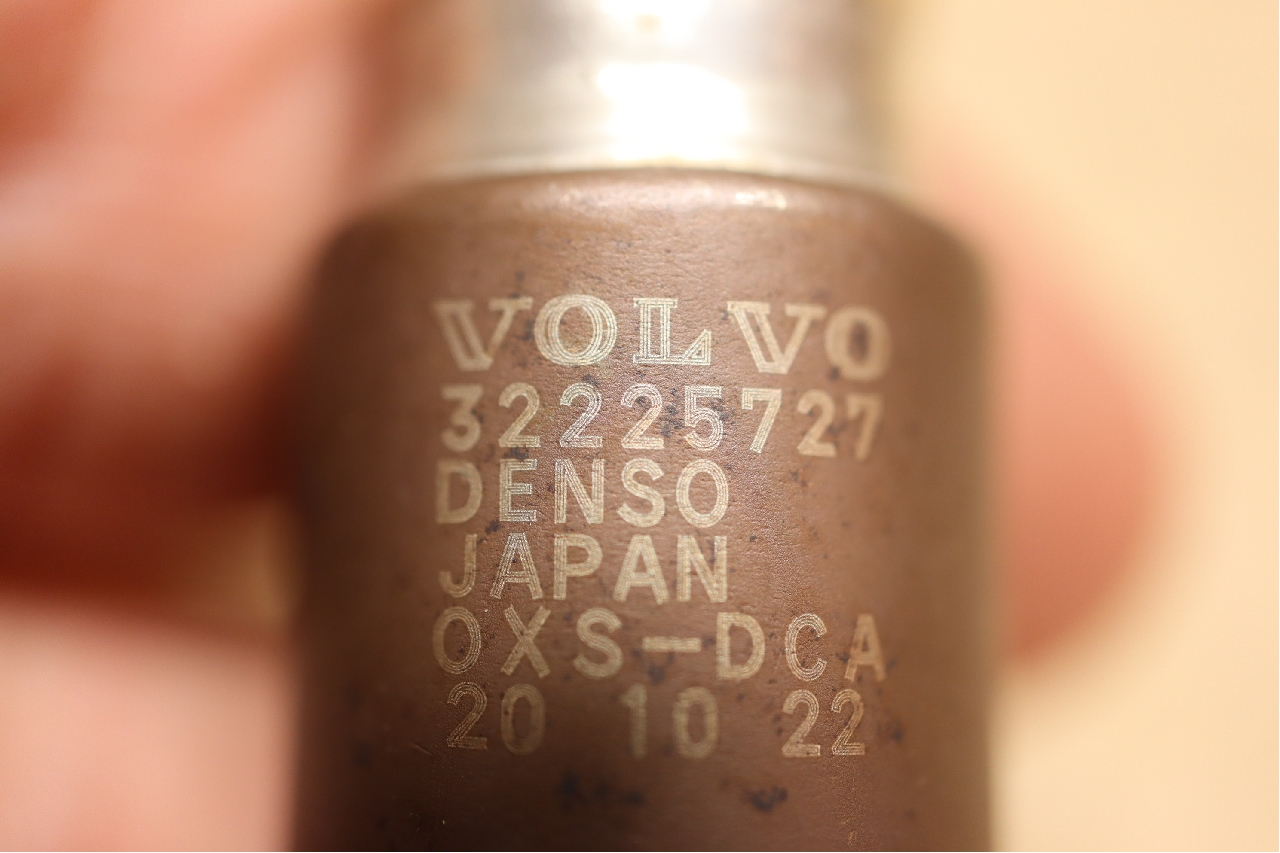 VOLVO
32225727
DENSO
JAPAN
OXS-DCA
20 10 22